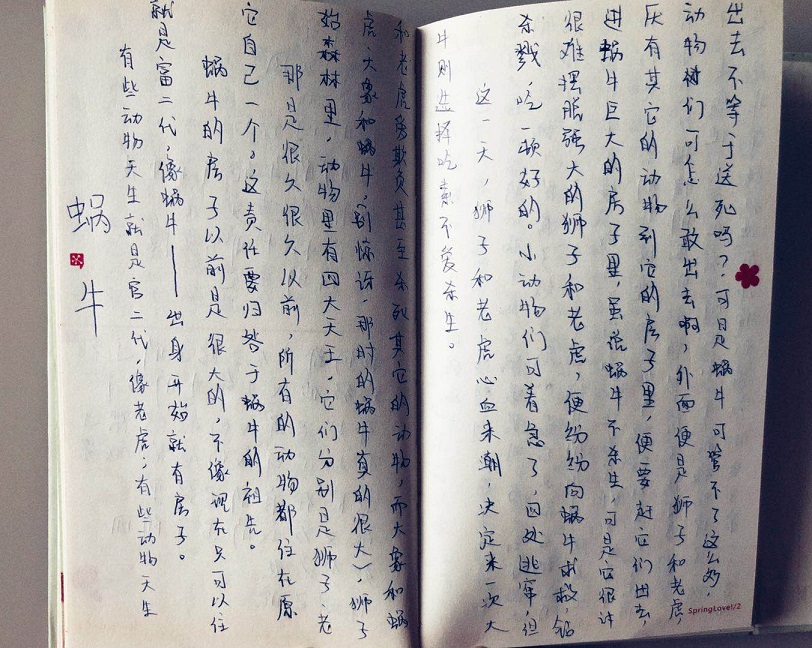 蜗牛
有些动物天生就是官二代,像老虎,有些动物天生
就是富二代,像蜗牛——出身开始就有房子。
蜗牛的房子以前是很大的,不像现在只可以住
它自己一个。这责任要归咎于蜗牛的祖先。
那是很久很久以前,所有的动物都住在原
始森林里,动物里有四大大王,它们分别是狮子、老
虎、大象和蜗牛(别惊讶,那时的蜗牛真的很大),狮子
和老虎爱欺负甚至杀死其它的动物,而大象和蜗
牛则选择吃素不爱杀生。
这一天,狮子和老虎心血来潮,决定来一次大
杀戮,吃一顿好的。小动物们可着急了,四处逃窜,但
很难摆脱强大的狮子和老虎,便纷纷向蜗牛求救,钻
进蜗牛巨大的房子里,虽说蜗牛不杀生,可是它很讨
厌有其它的动物到它的房子里,便要赶它们出去,
动物们可怎么敢出去啊,外面便是狮子和老虎,
出去不等于送死吗?可是蜗牛可管不了这么多,
SpringLove1/2